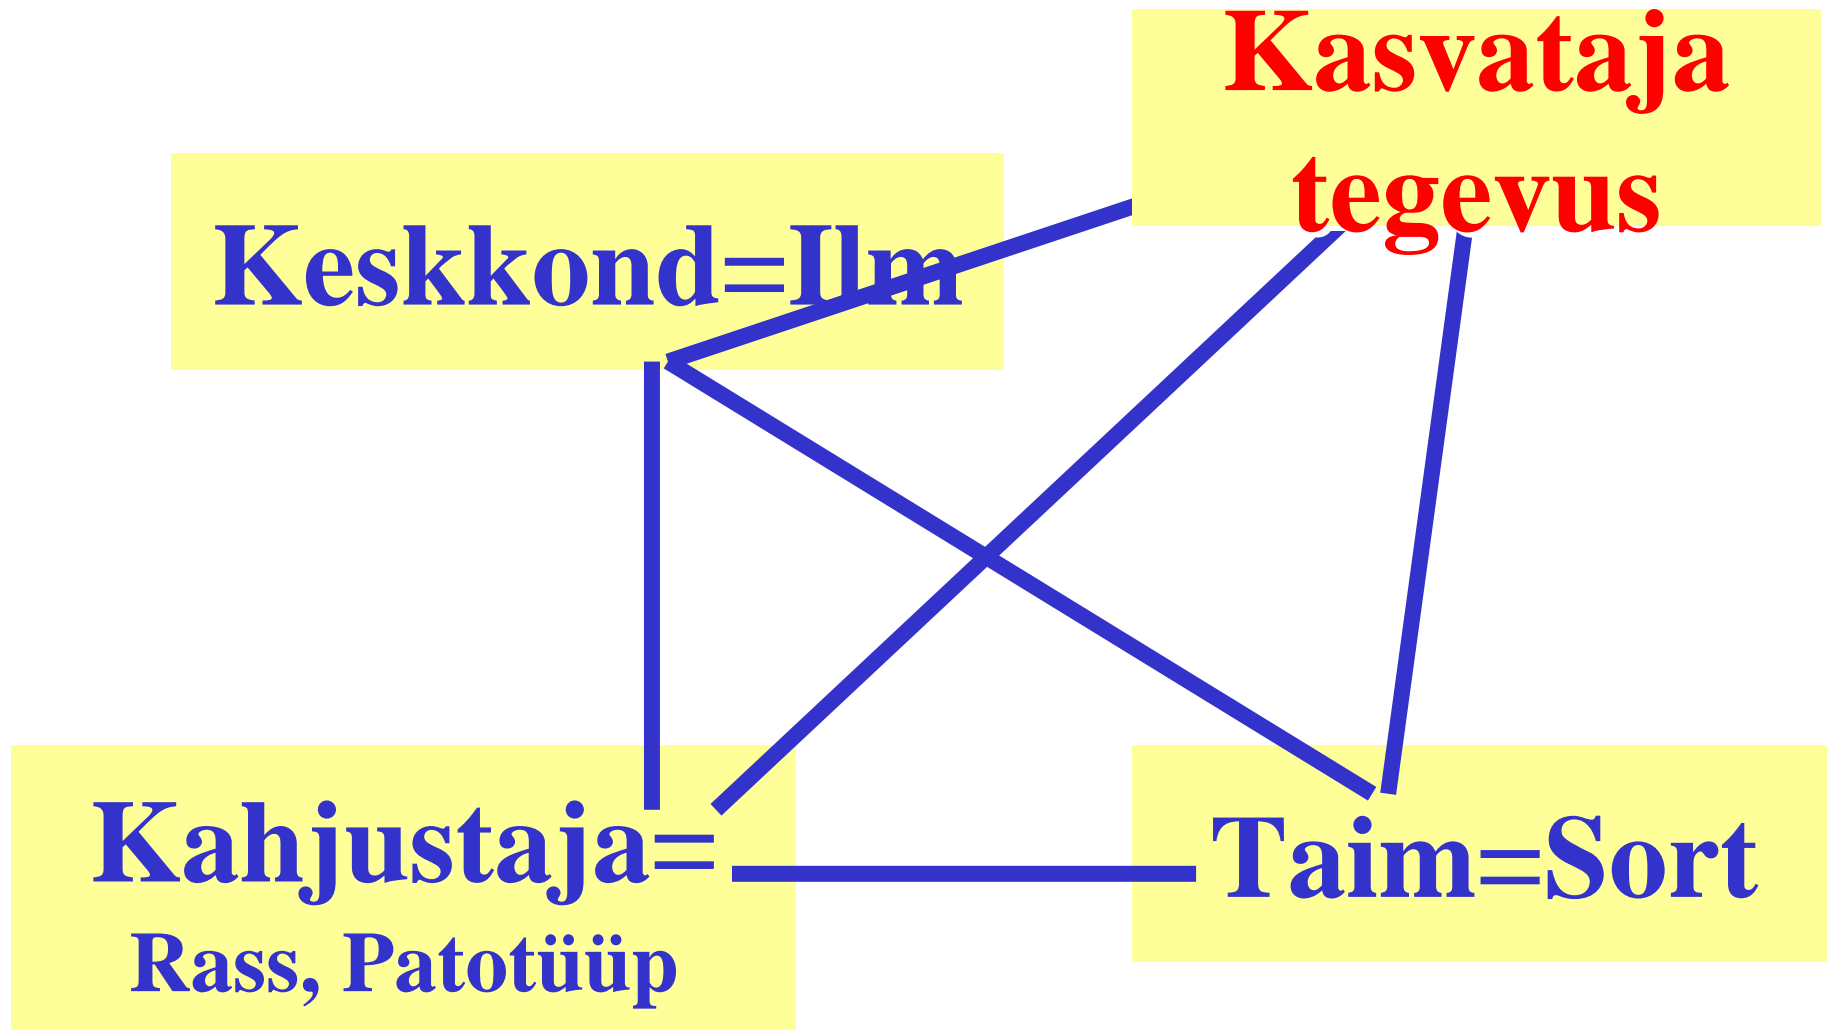 Kasvataja
tegevus
Keskkond=Ilm
Kahjustaja=
Rass, Patotüüp
Taim=Sort